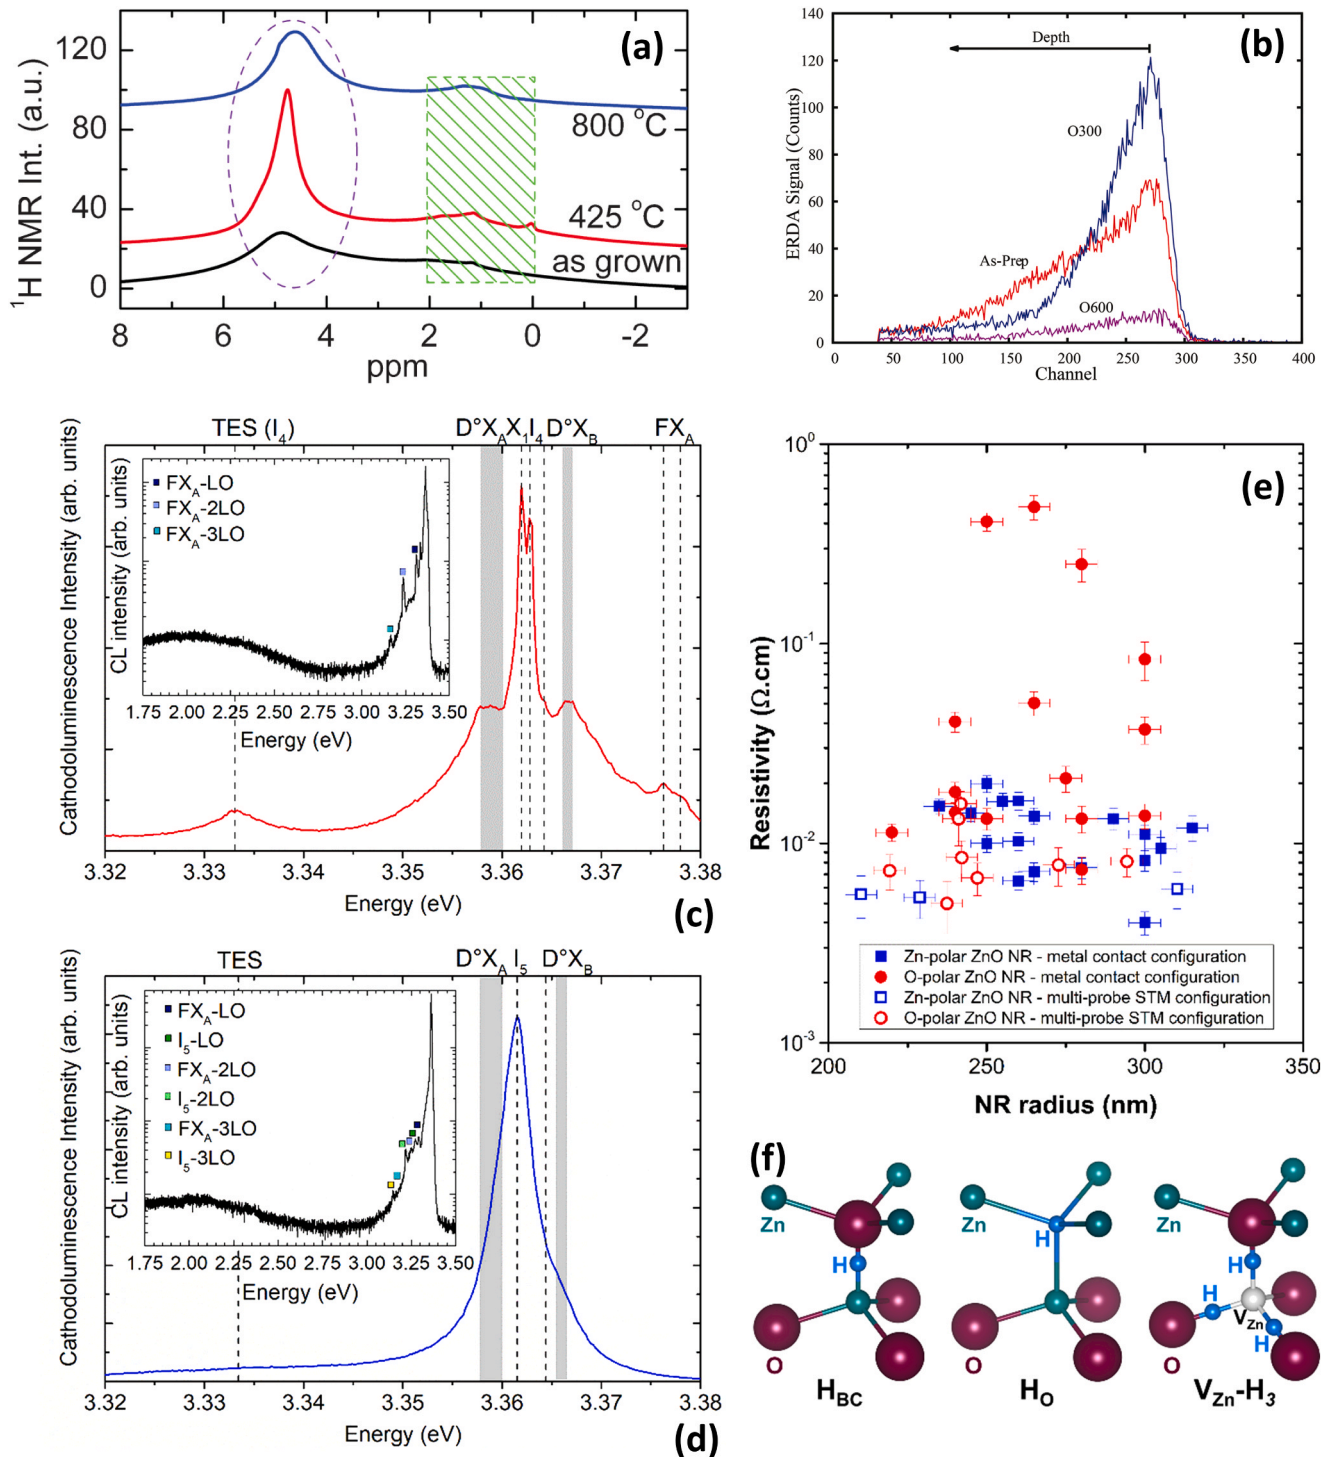 (a)
¹H NMR Int. (a.u.)
120
80
40
0
800 °C
425 °C
as grown
8 6 4 2 0 -2
ppm
(b)
ERDA Signal (Counts)
140
120
100
80
60
40
20
0
Depth
O300
As-Prep
O600
0 50 100 150 200 250 300 350 400
Channel
TES (I₄) D°X_A X₁ I₄ D°X_B FX_A
Cathodoluminescence Intensity (arb. units)
CL intensity (arb. units)
FX_A-LO
FX_A-2LO
FX_A-3LO
1.75 2.00 2.25 2.50 2.75 3.00 3.25 3.50
Energy (eV)
3.32 3.33 3.34 3.35 3.36 3.37 3.38
Energy (eV)
(c)
TES D°X_A I₅ D°X_B
Cathodoluminescence Intensity (arb. units)
CL intensity (arb. units)
FX_A-LO
I₅-LO
FX_A-2LO
I₅-2LO
FX_A-3LO
I₅-3LO
1.75 2.00 2.25 2.50 2.75 3.00 3.25 3.50
Energy (eV)
3.32 3.33 3.34 3.35 3.36 3.37 3.38
Energy (eV)
(d)
(e)
Resistivity (Ω.cm)
10⁰
10⁻¹
10⁻²
10⁻³
Zn-polar ZnO NR - metal contact configuration
O-polar ZnO NR - metal contact configuration
Zn-polar ZnO NR - multi-probe STM configuration
O-polar ZnO NR - multi-probe STM configuration
200 250 300 350
NR radius (nm)
(f)
Zn
H
O
H_BC
Zn
H
O
H_O
Zn
H
H
V_Zn
H
O
V_Zn-H₃